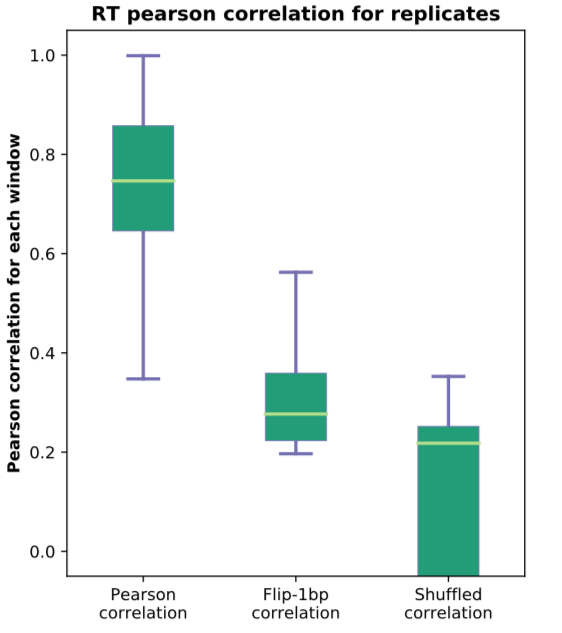 RT pearson correlation for replicates
Pearson correlation for each window
1.0
0.8
0.6
0.4
0.2
0.0
Pearson
correlation
Flip-1bp
correlation
Shuffled
correlation